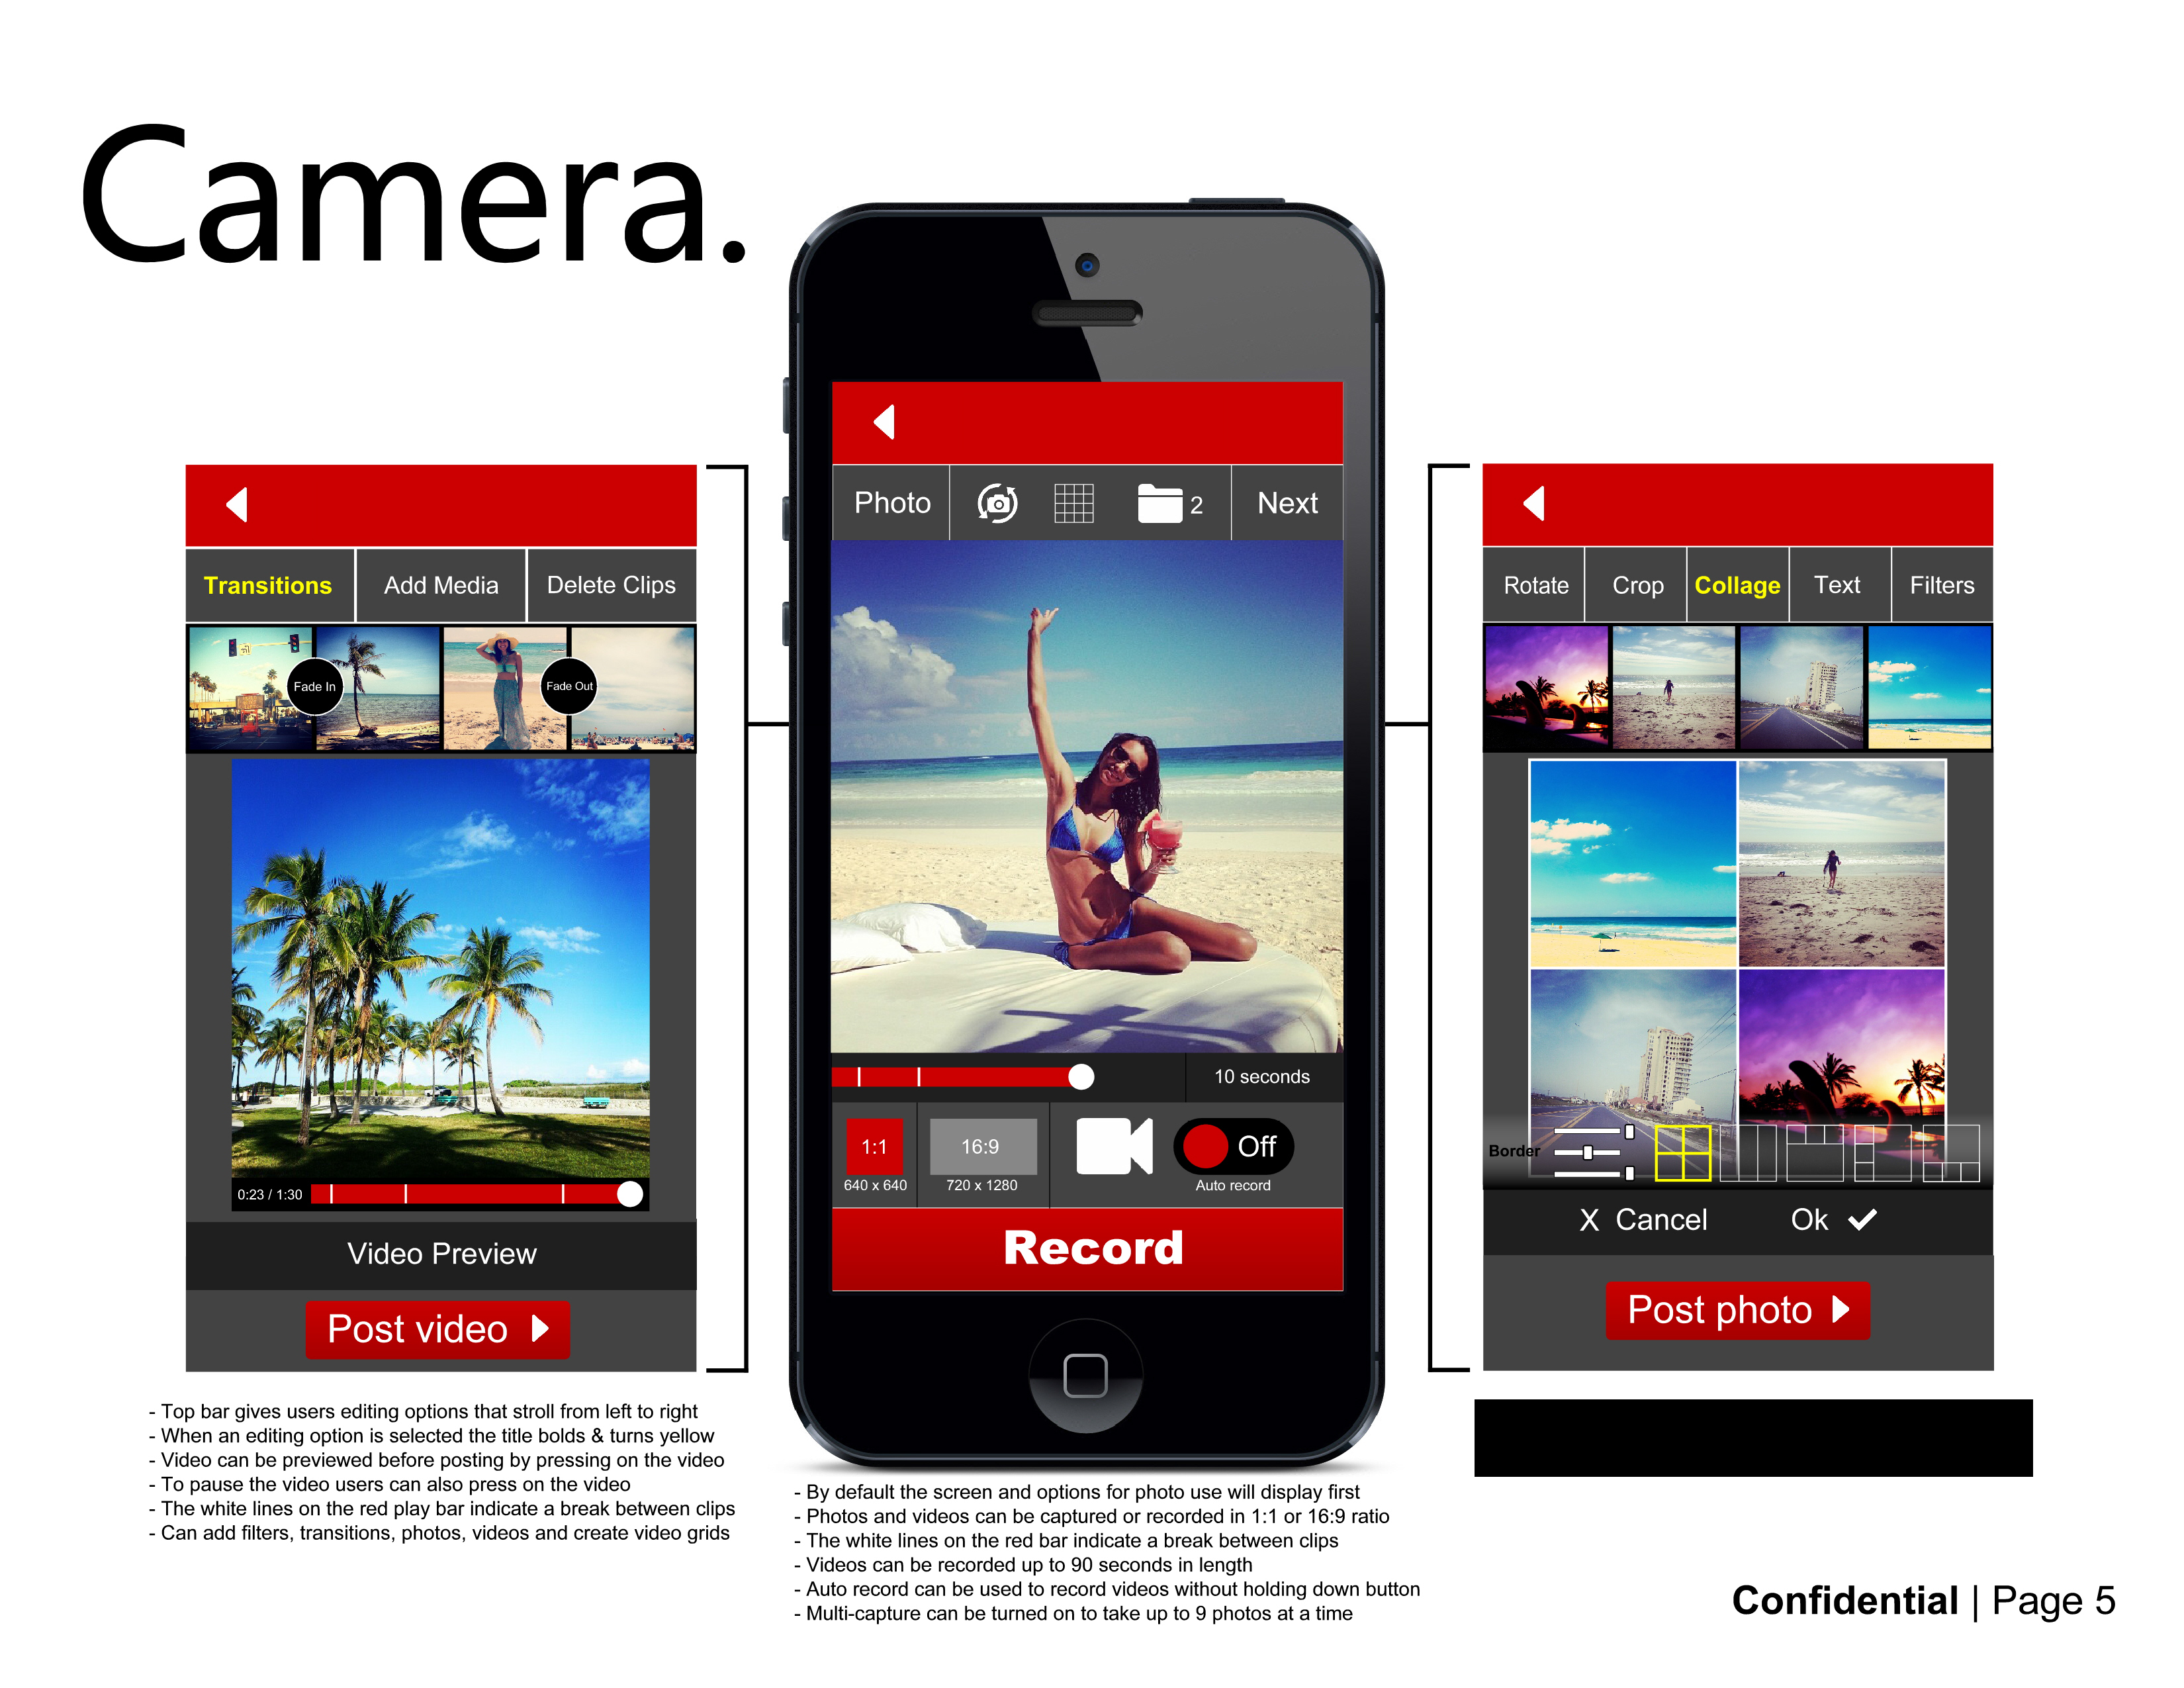 Camera.
Transitions
Add Media
Delete Clips
Fade In
Fade Out
0:23 / 1:30
Video Preview
Post video
- Top bar gives users editing options that stroll from left to right
- When an editing option is selected the title bolds & turns yellow
- Video can be previewed before posting by pressing on the video
- To pause the video users can also press on the video
- The white lines on the red play bar indicate a break between clips
- Can add filters, transitions, photos, videos and create video grids
Photo
2
Next
10 seconds
1:1
640 x 640
16:9
720 x 1280
Off
Auto record
Record
- By default the screen and options for photo use will display first
- Photos and videos can be captured or recorded in 1:1 or 16:9 ratio
- The white lines on the red bar indicate a break between clips
- Videos can be recorded up to 90 seconds in length
- Auto record can be used to record videos without holding down button
- Multi-capture can be turned on to take up to 9 photos at a time
Rotate
Crop
Collage
Text
Filters
Border
X Cancel
Ok
Post photo
Confidential | Page 5